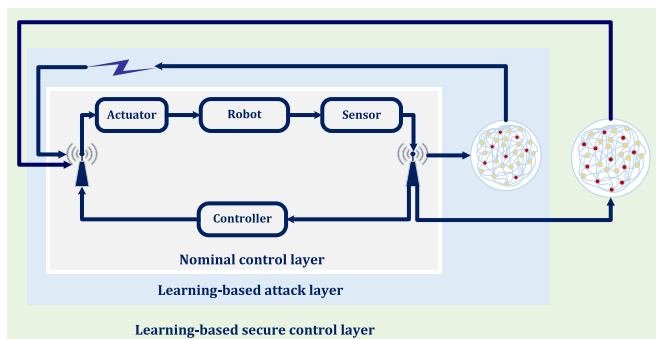 Actuator
Robot
Sensor
Controller
Nominal control layer
Learning-based attack layer
Learning-based secure control layer